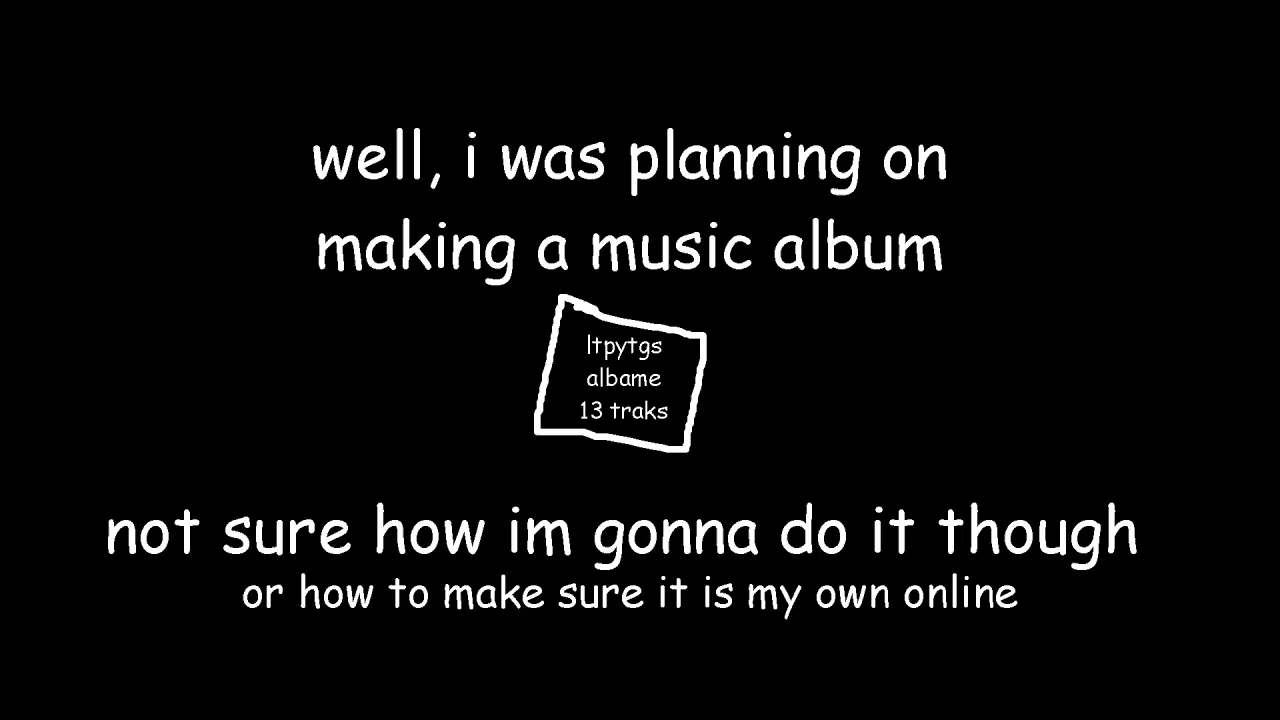 well, i was planning on
making a music album
ltpytgs
albame
13 traks
not sure how im gonna do it though
or how to make sure it is my own online